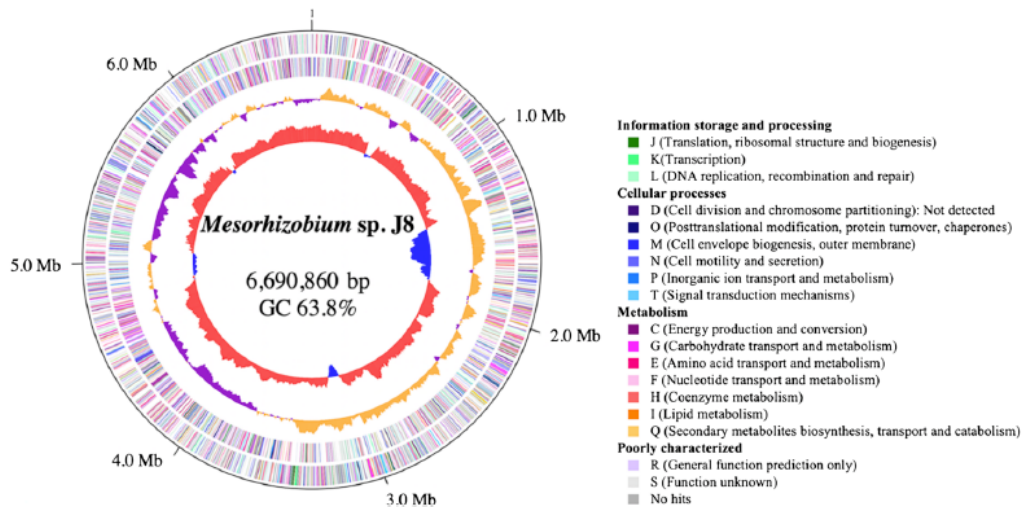 1
6.0 Mb
1.0 Mb
Mesorhizobium sp. J8
5.0 Mb
6,690,860 bp
GC 63.8%
2.0 Mb
4.0 Mb
3.0 Mb
Information storage and processing
J (Translation, ribosomal structure and biogenesis)
K(Transcription)
L (DNA replication, recombination and repair)
Cellular processes
D (Cell division and chromosome partitioning): Not detected
O (Posttranslational modification, protein turnover, chaperones)
M (Cell envelope biogenesis, outer membrane)
N (Cell motility and secretion)
P (Inorganic ion transport and metabolism)
T (Signal transduction mechanisms)
Metabolism
C (Energy production and conversion)
G (Carbohydrate transport and metabolism)
E (Amino acid transport and metabolism)
F (Nucleotide transport and metabolism)
H (Coenzyme metabolism)
I (Lipid metabolism)
Q (Secondary metabolites biosynthesis, transport and catabolism)
Poorly characterized
R (General function prediction only)
S (Function unknown)
No hits